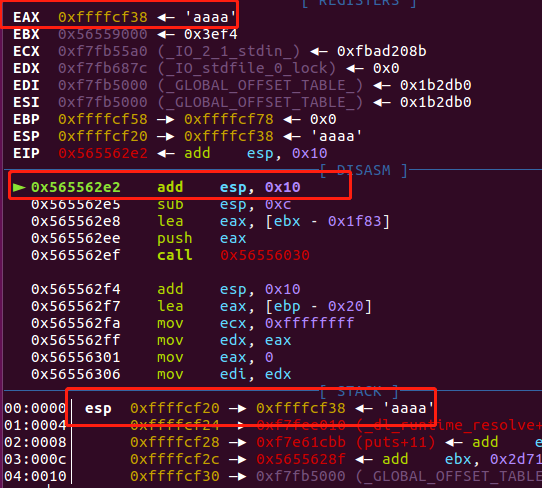 [ REGISTERS ]
EAX 0xffffcf38 ◂— 'aaaa'
EBX 0x56559000 ◂— 0x3ef4
ECX 0xf7fb55a0 (_IO_2_1_stdin_) ◂— 0xfbad208b
EDX 0xf7fb687c (_IO_stdfile_0_lock) ◂— 0x0
EDI 0xf7fb5000 (_GLOBAL_OFFSET_TABLE_) ◂— 0x1b2db0
ESI 0xf7fb5000 (_GLOBAL_OFFSET_TABLE_) ◂— 0x1b2db0
EBP 0xffffcf58 —▸ 0xffffcf78 ◂— 0x0
ESP 0xffffcf20 —▸ 0xffffcf38 ◂— 'aaaa'
EIP 0x565562e2 ◂— add esp, 0x10
[ DISASM ]
► 0x565562e2 add esp, 0x10
0x565562e5 sub esp, 0xc
0x565562e8 lea eax, [ebx - 0x1f83]
0x565562ee push eax
0x565562ef call 0x56556030
0x565562f4 add esp, 0x10
0x565562f7 lea eax, [ebp - 0x20]
0x565562fa mov ecx, 0xffffffff
0x565562ff mov edx, eax
0x56556301 mov eax, 0
0x56556306 mov edi, edx
[ STACK ]
00:0000│ esp 0xffffcf20 —▸ 0xffffcf38 ◂— 'aaaa'
01:0004│ 0xffffcf24 —▸ (_dl_runtime_resolve+
02:0008│ 0xffffcf28 —▸ 0xf7e61cbb (puts+11) ◂— add e
03:000c│ 0xffffcf2c —▸ 0x5655628f ◂— add ebx, 0x2d71
04:0010│ 0xffffcf30 —▸ 0xf7fb5000 (_GLOBAL_OFFSET_TABLE_)